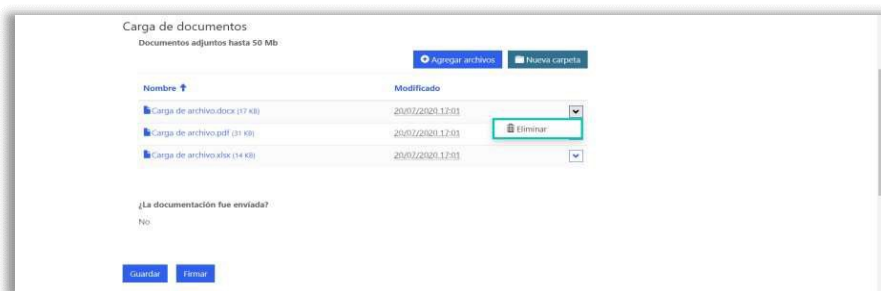 Carga de documentos
Documentos adjuntos hasta 50 Mb
Agregar archivos Nueva carpeta
Nombre Modificado
Carga de archivo.docx (17 KB) 20/07/2020 17:01
Eliminar
Carga de archivo.pdf (31 KB) 20/07/2020 17:01
Carga de archivo.xlsx (14 KB) 20/07/2020 17:01
¿La documentación fue enviada?
No
Guardar Firmar